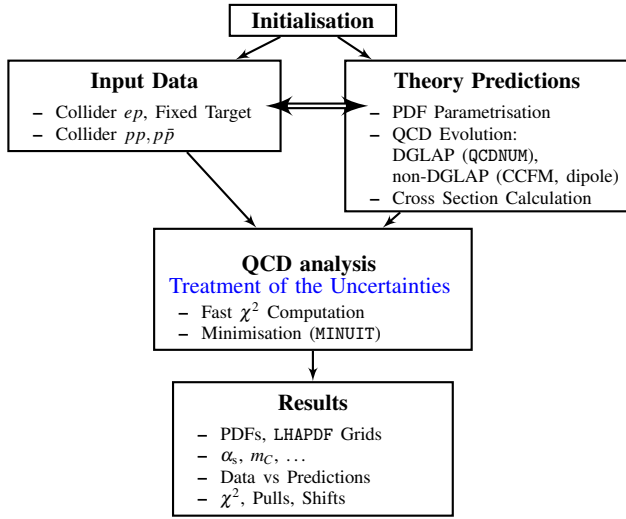 Initialisation
Input Data
– Collider ep, Fixed Target
– Collider pp, pp̄
Theory Predictions
– PDF Parametrisation
– QCD Evolution:
DGLAP (QCDNUM),
non-DGLAP (CCFM, dipole)
– Cross Section Calculation
QCD analysis
Treatment of the Uncertainties
– Fast χ² Computation
– Minimisation (MINUIT)
Results
– PDFs, LHAPDF Grids
– αs, mC, …
– Data vs Predictions
– χ², Pulls, Shifts